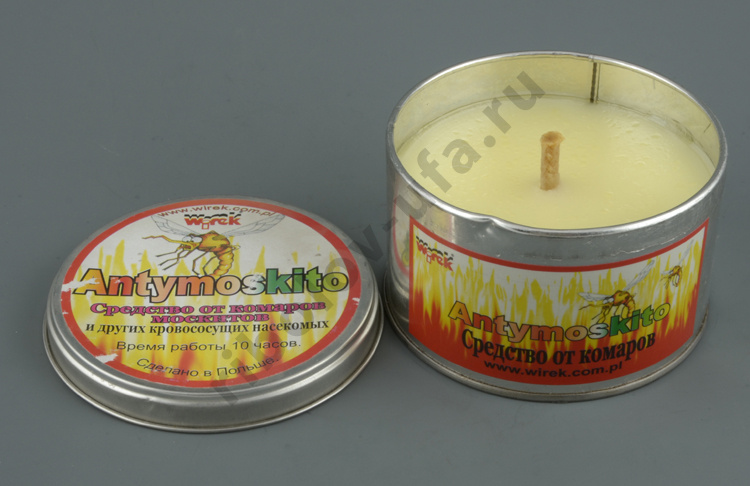 www.wirek.com.pl
wirek
Antymoskito
Средство от комаров
москитов
и других кровососущих насекомых
Время работы 10 часов.
Сделано в Польше.
wirek
Antymoskito
Средство от комаров
www.wirek.com.pl